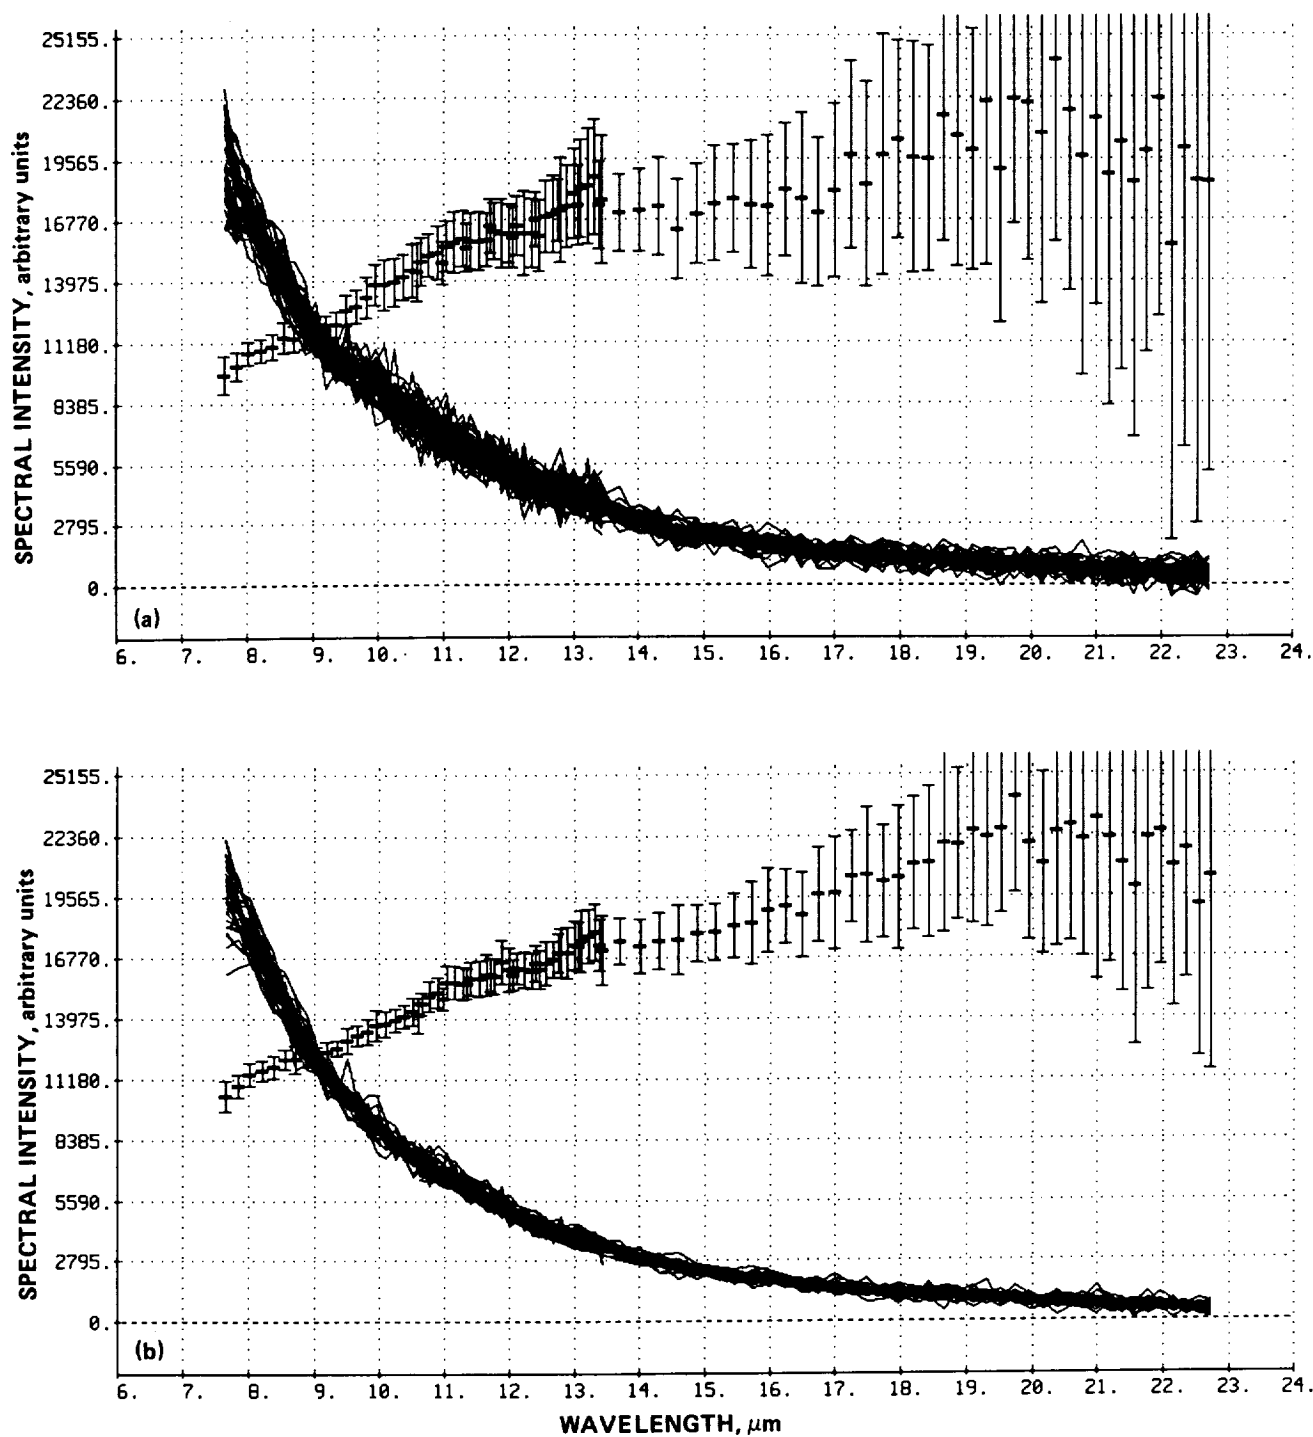 SPECTRAL INTENSITY, arbitrary units
25155.
22360.
19565.
16770.
13975.
11180.
8385.
5590.
2795.
0.
(a)
6. 7. 8. 9. 10. 11. 12. 13. 14. 15. 16. 17. 18. 19. 20. 21. 22. 23. 24.
SPECTRAL INTENSITY, arbitrary units
25155.
22360.
19565.
16770.
13975.
11180.
8385.
5590.
2795.
0.
(b)
6. 7. 8. 9. 10. 11. 12. 13. 14. 15. 16. 17. 18. 19. 20. 21. 22. 23. 24.
WAVELENGTH, μm